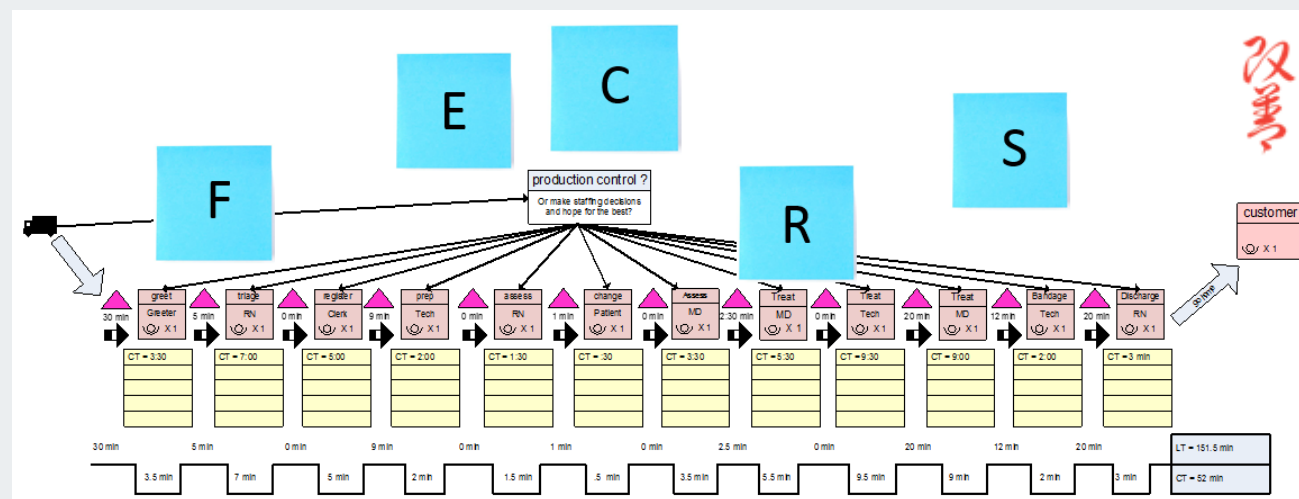 C
E
S
F
R
改
善
production control ?
Or make staffing decisions
and hope for the best?
customer
X 1
go home
greet
Greeter
X 1
triage
RN
X 1
register
Clerk
X 1
prep
Tech
X 1
assess
RN
X 1
change
Patient
X 1
Assess
MD
X 1
Treat
MD
X 1
Treat
Tech
X 1
Treat
MD
X 1
Bandage
Tech
X 1
Discharge
RN
X 1
30 min 5 min 0 min 9 min 0 min 1 min 0 min 2:30 min 0 min 20 min 12 min 20 min
CT = 3:30 CT = 7:00 CT = 5:00 CT = 2:00 CT = 1:30 CT = :30 CT = 3:30 CT = 5:30 CT = 9:30 CT = 9:00 CT = 2:00 CT = 3 min
30 min 5 min 0 min 9 min 0 min 1 min 0 min 2.5 min 0 min 20 min 12 min 20 min
LT = 151.5 min
3.5 min 7 min 5 min 2 min 1.5 min .5 min 3.5 min 5.5 min 9.5 min 9 min 2 min 3 min
CT = 52 min